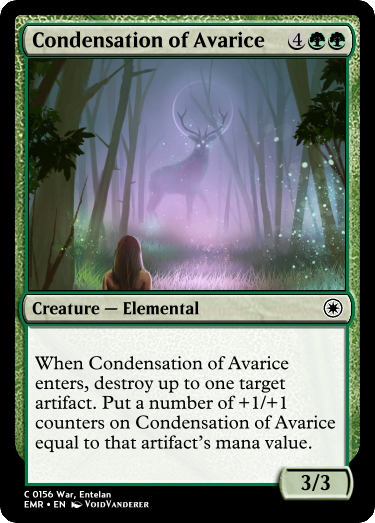 Condensation of Avarice 4
Creature — Elemental
When Condensation of Avarice
enters, destroy up to one target
artifact. Put a number of +1/+1
counters on Condensation of Avarice
equal to that artifact's mana value.
3/3
C 0156 War, Entelan
EMR • EN VoidVanderer